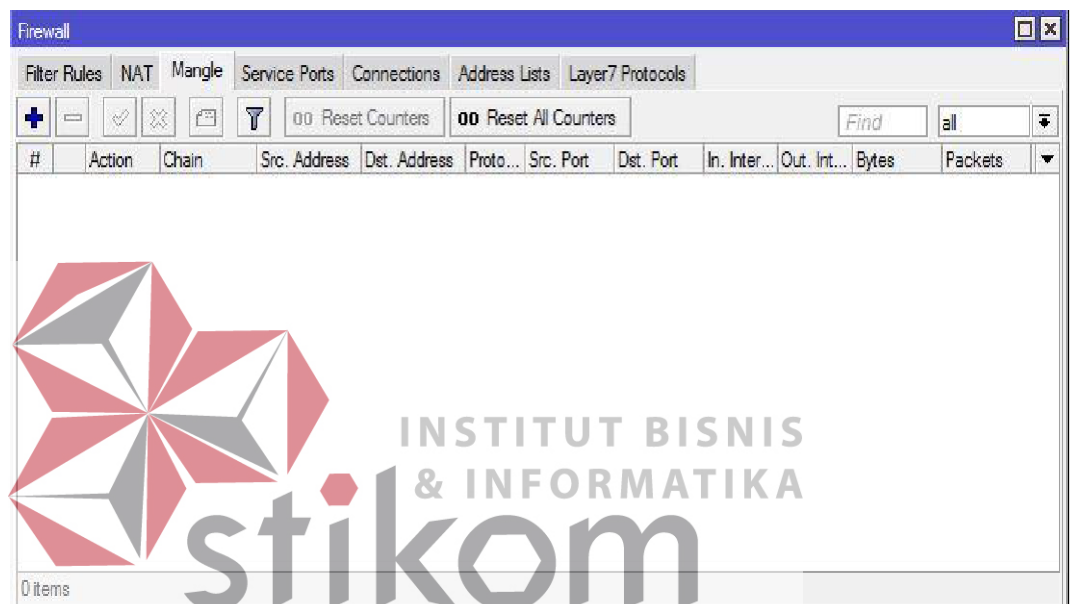 Firewall
Filter Rules NAT Mangle Service Ports Connections Address Lists Layer7 Protocols
00 Reset Counters 00 Reset All Counters Find all
# Action Chain Src. Address Dst. Address Proto... Src. Port Dst. Port In. Inter... Out. Int... Bytes Packets
INSTITUT BISNIS
& INFORMATIKA
stikom
0 items